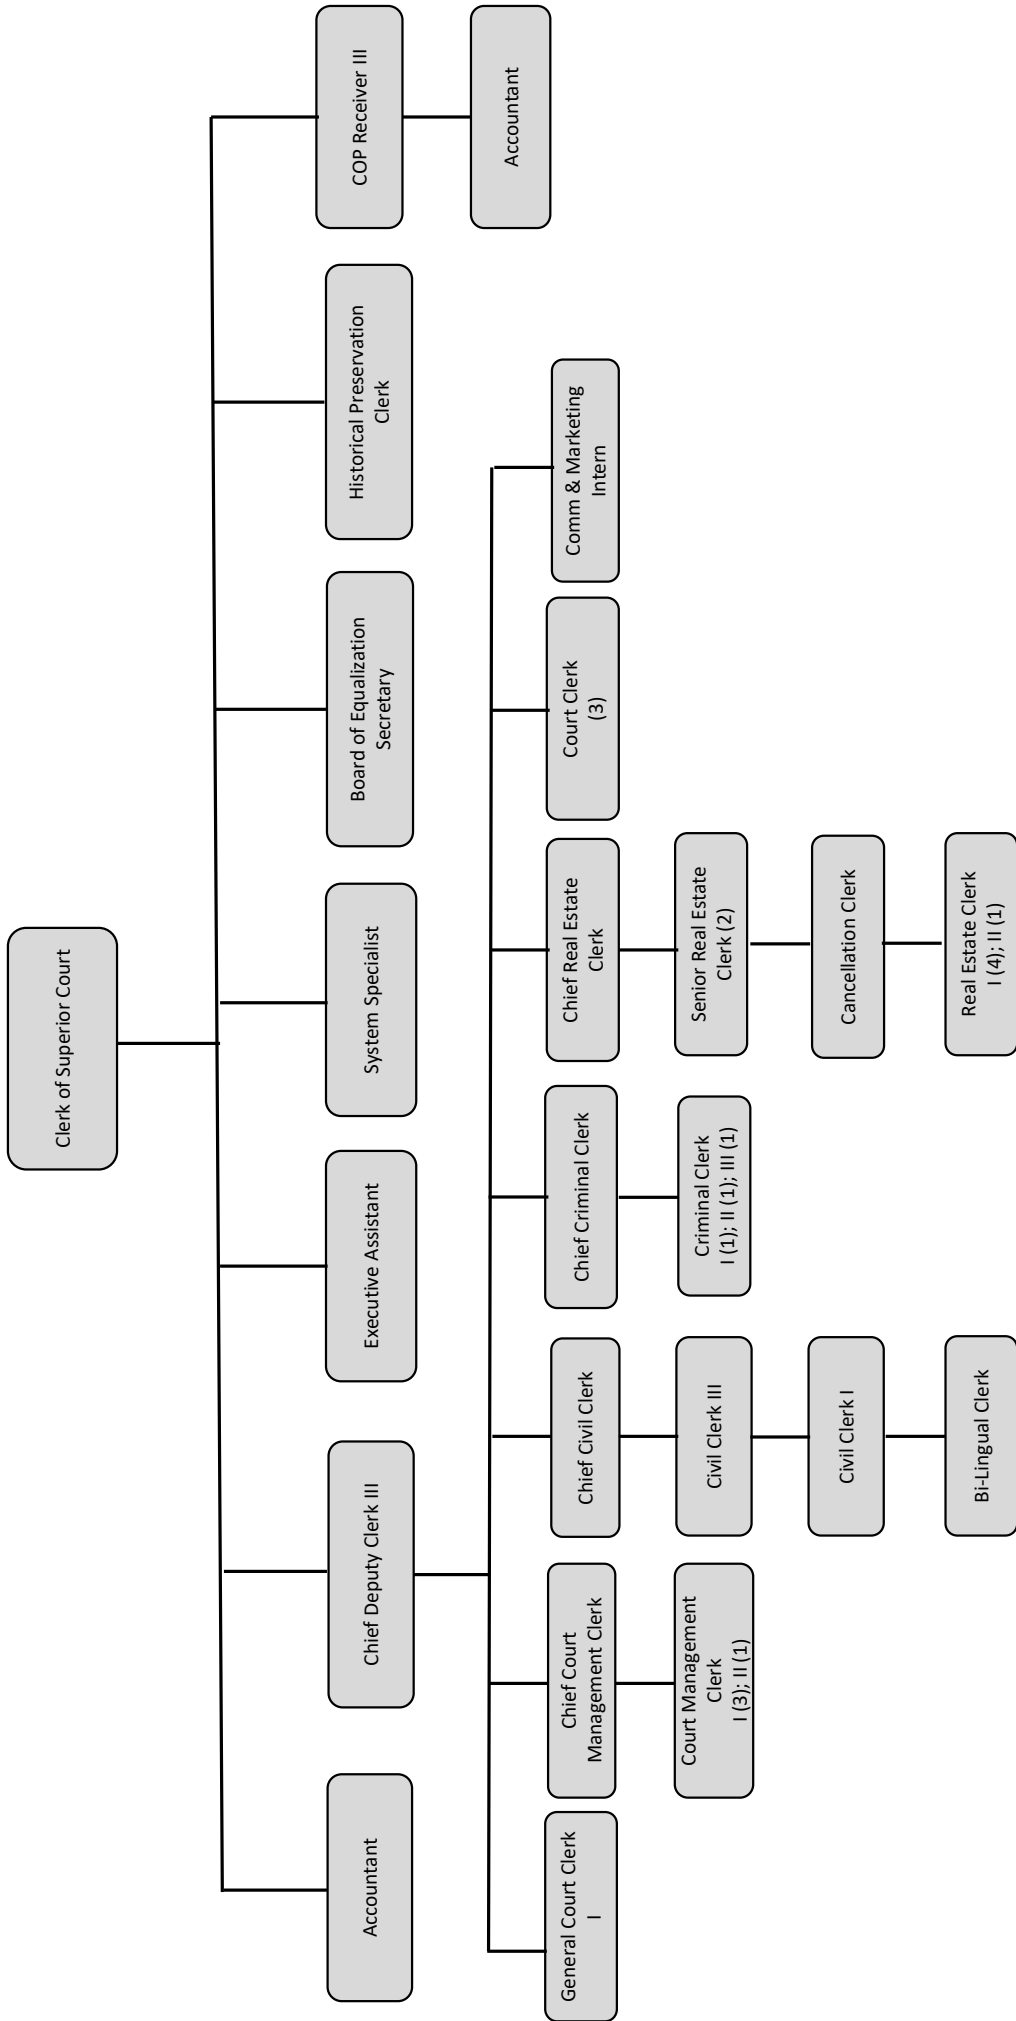 Clerk of Superior Court
Accountant
Chief Deputy Clerk III
Executive Assistant
System Specialist
Board of Equalization
Secretary
Historical Preservation
Clerk
COP Receiver III
Accountant
General Court Clerk
I
Chief Court
Management Clerk
Chief Civil Clerk
Chief Criminal Clerk
Chief Real Estate
Clerk
Court Clerk
(3)
Comm & Marketing
Intern
Court Management
Clerk
I (3); II (1)
Civil Clerk III
Criminal Clerk
I (1); II (1); III (1)
Senior Real Estate
Clerk (2)
Civil Clerk I
Cancellation Clerk
Bi-Lingual Clerk
Real Estate Clerk
I (4); II (1)